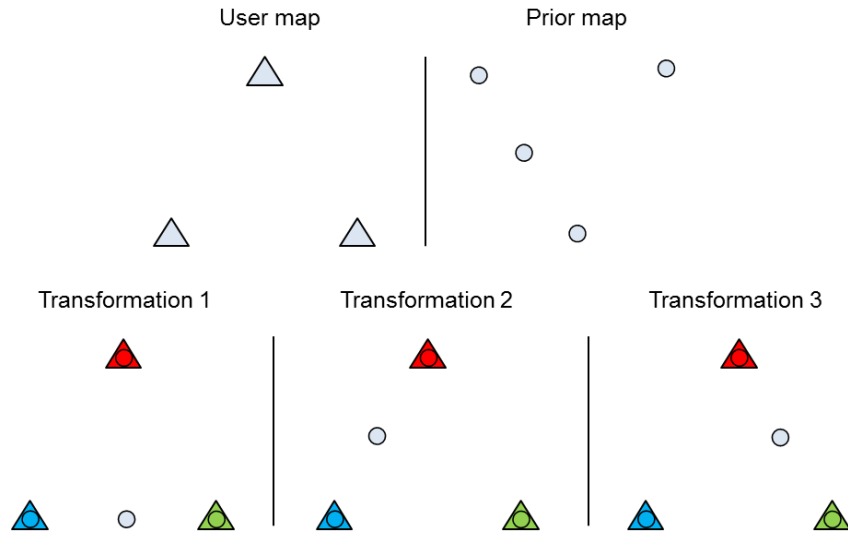 User map
Prior map
Transformation 1
Transformation 2
Transformation 3